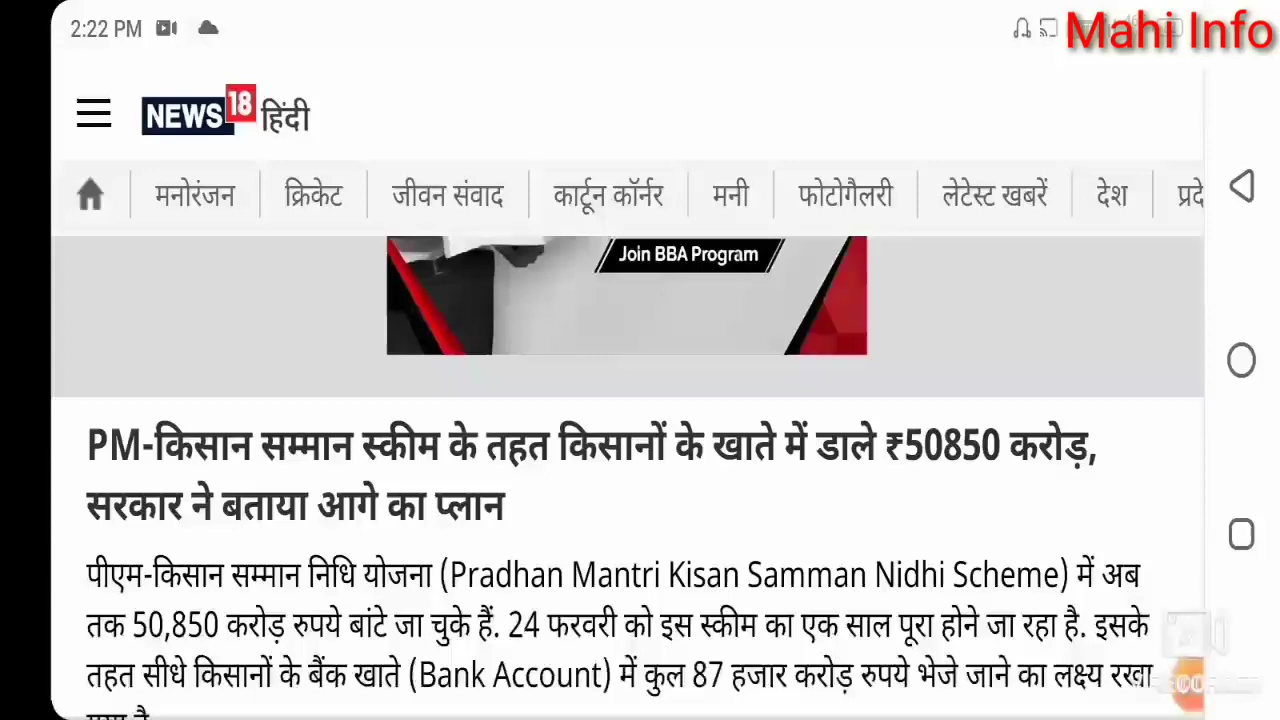 2:22 PM
Mahi Info
NEWS18 हिंदी
मनोरंजन क्रिकेट जीवन संवाद कार्टून कॉर्नर मनी फोटोगैलरी लेटेस्ट खबरें देश प्रदे
Join BBA Program
PM-किसान सम्मान स्कीम के तहत किसानों के खाते में डाले ₹50850 करोड़,
सरकार ने बताया आगे का प्लान
पीएम-किसान सम्मान निधि योजना (Pradhan Mantri Kisan Samman Nidhi Scheme) में अब
तक 50,850 करोड़ रुपये बांटे जा चुके हैं. 24 फरवरी को इस स्कीम का एक साल पूरा होने जा रहा है. इसके
तहत सीधे किसानों के बैंक खाते (Bank Account) में कुल 87 हजार करोड़ रुपये भेजे जाने का लक्ष्य रखा